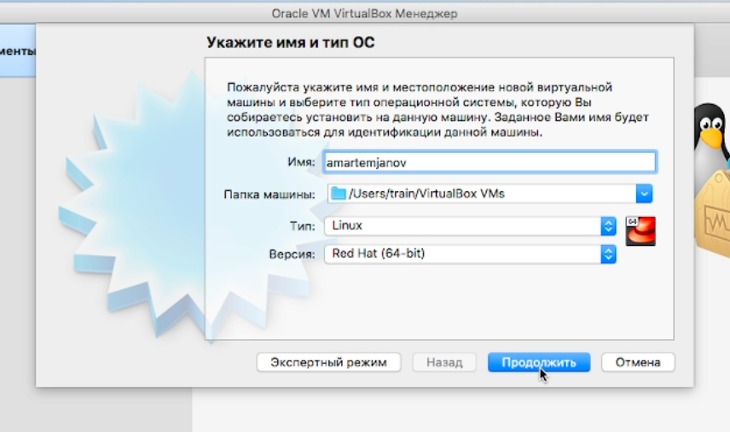 Oracle VM VirtualBox Менеджер
менты
Укажите имя и тип ОС
Пожалуйста укажите имя и местоположение новой виртуальной
машины и выберите тип операционной системы, которую Вы
собираетесь установить на данную машину. Заданное Вами имя будет
использоваться для идентификации данной машины.
Имя: amartemjanov
Папка машины: /Users/train/VirtualBox VMs
Тип: Linux
64
Версия: Red Hat (64-bit)
Экспертный режим Назад Продолжить Отмена